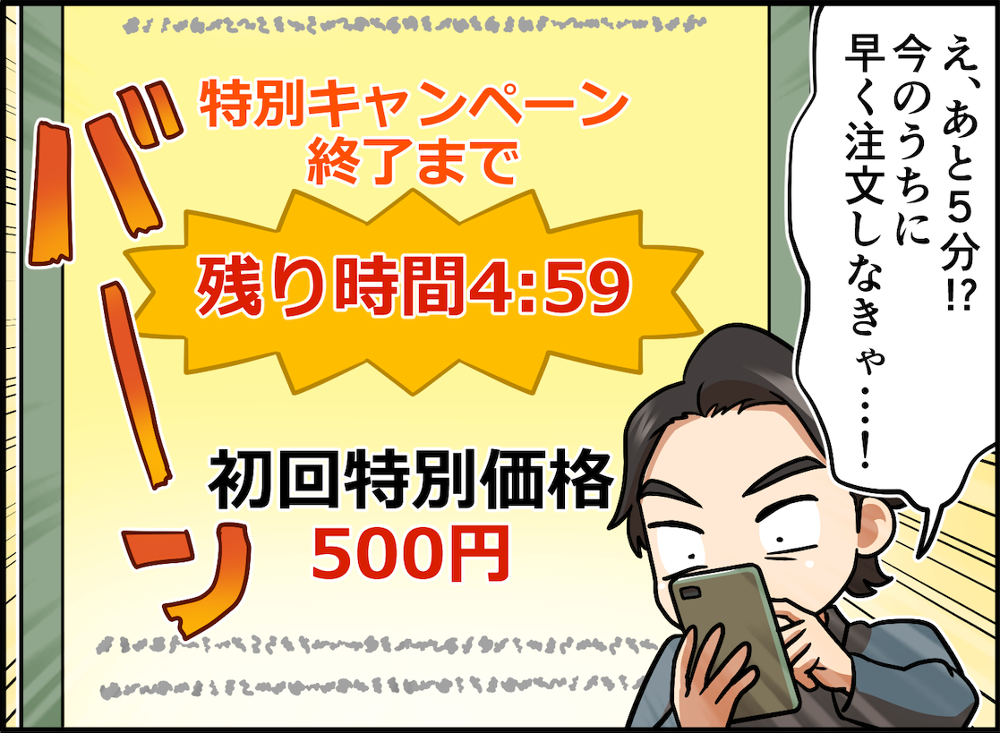 え、あと5分!?
今のうちに
早く注文しなきゃ…!
バーン
特別キャンペーン
終了まで
残り時間4:59
初回特別価格
500円